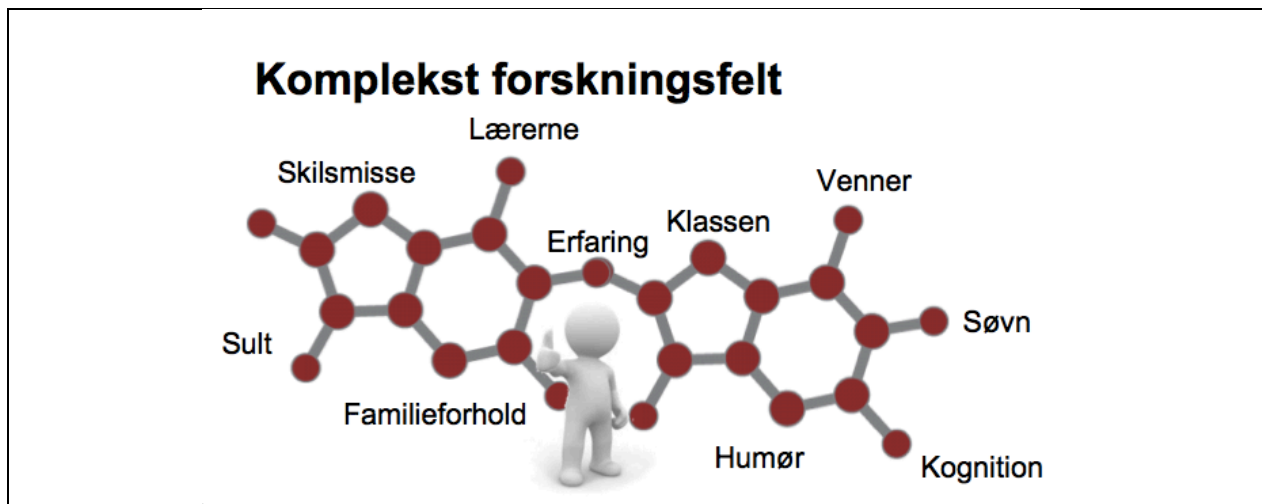 Komplekst forskningsfelt
Lærerne
Skilsmisse
Venner
Klassen
Erfaring
Søvn
Sult
Familieforhold
Humør
Kognition